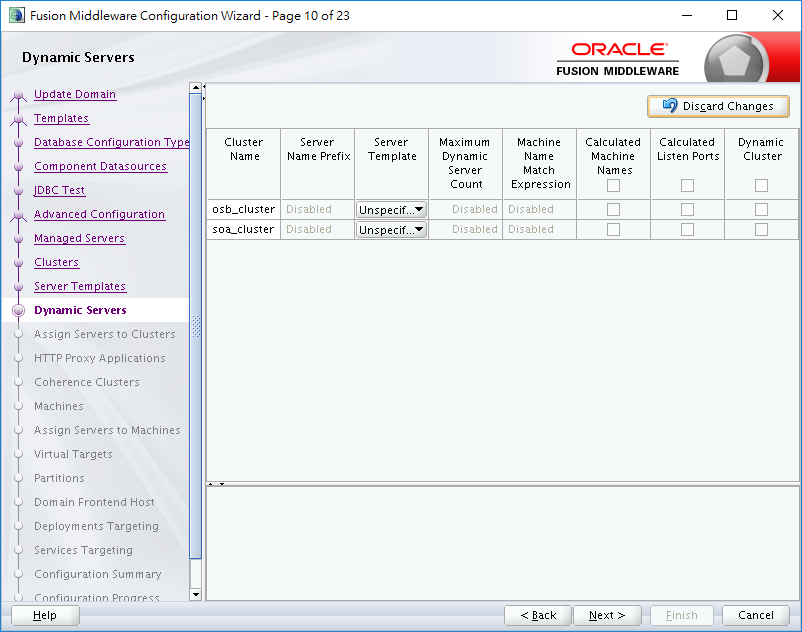 Fusion Middleware Configuration Wizard - Page 10 of 23
Dynamic Servers
ORACLE
FUSION MIDDLEWARE
Update Domain
Templates
Database Configuration Type
Component Datasources
JDBC Test
Advanced Configuration
Managed Servers
Clusters
Server Templates
Dynamic Servers
Assign Servers to Clusters
HTTP Proxy Applications
Coherence Clusters
Machines
Assign Servers to Machines
Virtual Targets
Partitions
Domain Frontend Host
Deployments Targeting
Services Targeting
Configuration Summary
Configuration Progress
Discard Changes
Cluster Name
Server Name Prefix
Server Template
Maximum Dynamic Server Count
Machine Name Match Expression
Calculated Machine Names
Calculated Listen Ports
Dynamic Cluster
osb_cluster Disabled Unspecif... Disabled Disabled
soa_cluster Disabled Unspecif... Disabled Disabled
Help
< Back
Next >
Finish
Cancel